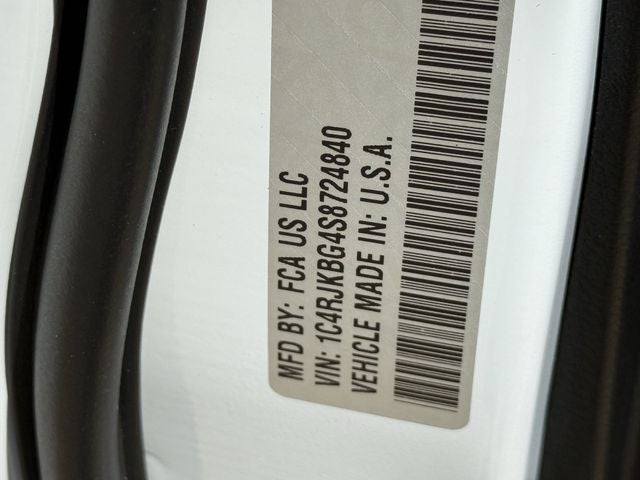 MFD BY: FCA US LLC
VIN: 1C4RJKBG4S8724840
VEHICLE MADE IN: U.S.A.